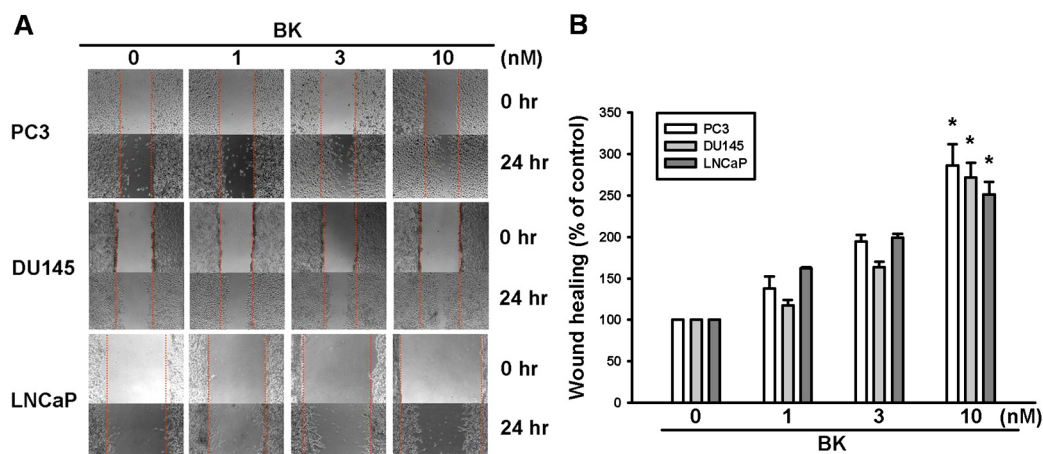 A
BK
0 1 3 10 (nM)
PC3
0 hr
24 hr
DU145
0 hr
24 hr
LNCaP
0 hr
24 hr
B
Wound healing (% of control)
350
300
250
200
150
100
50
0
PC3
DU145
LNCaP
* * *
0 1 3 10 (nM)
BK